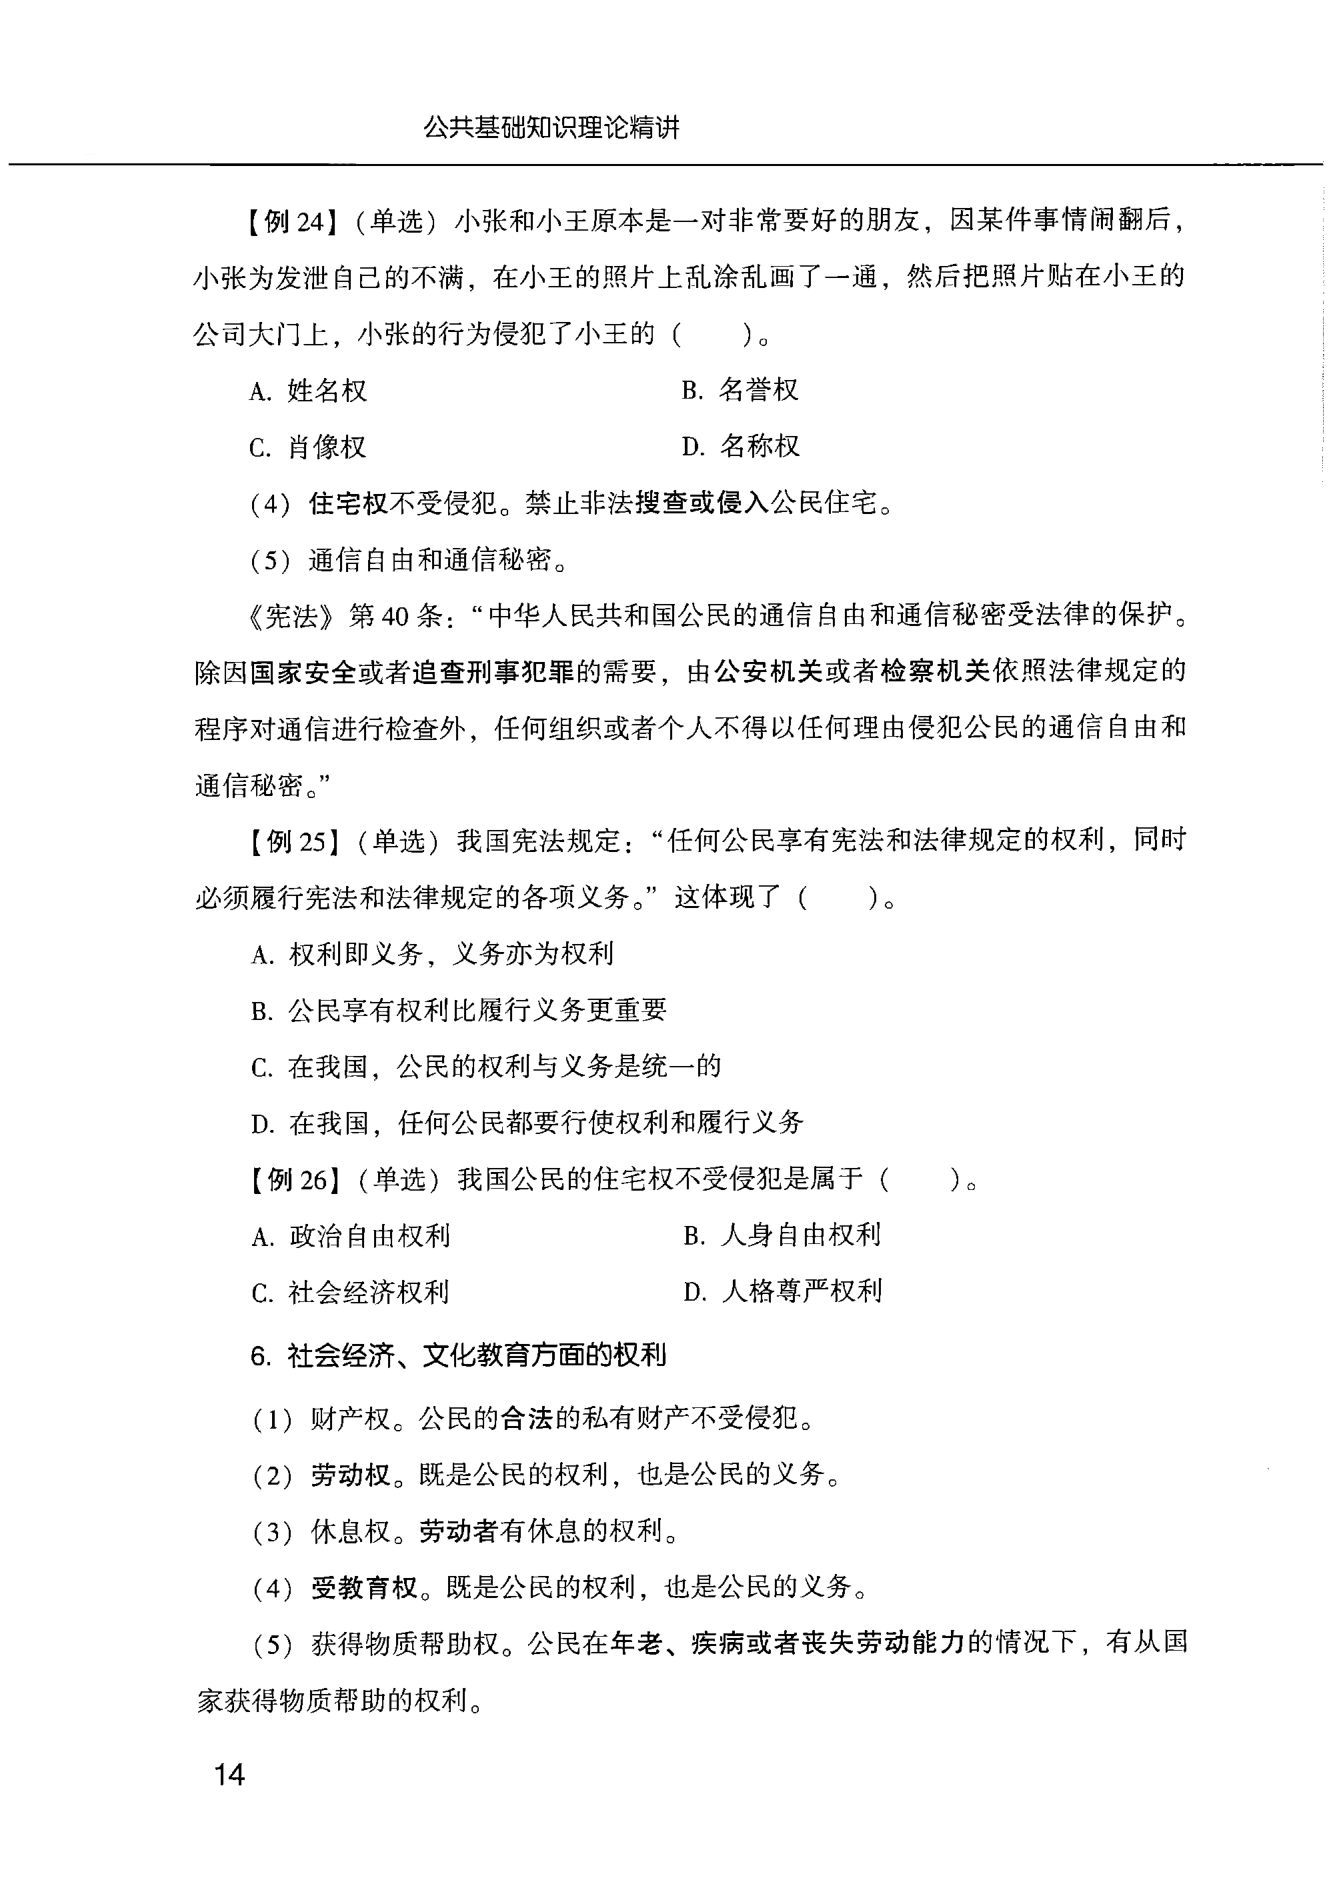 公共基础知识理论精讲
【例 24】(单选) 小张和小王原本是一对非常要好的朋友，因某件事情闹翻后，
小张为发泄自己的不满，在小王的照片上乱涂乱画了一通，然后把照片贴在小王的
公司大门上，小张的行为侵犯了小王的 (　　)。
A. 姓名权　　B. 名誉权
C. 肖像权　　D. 名称权
(4) 住宅权不受侵犯。禁止非法搜查或侵入公民住宅。
(5) 通信自由和通信秘密。
《宪法》第 40 条：“中华人民共和国公民的通信自由和通信秘密受法律的保护。
除因国家安全或者追查刑事犯罪的需要，由公安机关或者检察机关依照法律规定的
程序对通信进行检查外，任何组织或者个人不得以任何理由侵犯公民的通信自由和
通信秘密。”
【例 25】(单选) 我国宪法规定：“任何公民享有宪法和法律规定的权利，同时
必须履行宪法和法律规定的各项义务。” 这体现了 (　　)。
A. 权利即义务，义务亦为权利
B. 公民享有权利比履行义务更重要
C. 在我国，公民的权利与义务是统一的
D. 在我国，任何公民都要行使权利和履行义务
【例 26】(单选) 我国公民的住宅权不受侵犯是属于 (　　)。
A. 政治自由权利　　B. 人身自由权利
C. 社会经济权利　　D. 人格尊严权利
6. 社会经济、文化教育方面的权利
(1) 财产权。公民的合法的私有财产不受侵犯。
(2) 劳动权。既是公民的权利，也是公民的义务。
(3) 休息权。劳动者有休息的权利。
(4) 受教育权。既是公民的权利，也是公民的义务。
(5) 获得物质帮助权。公民在年老、疾病或者丧失劳动能力的情况下，有从国
家获得物质帮助的权利。
14